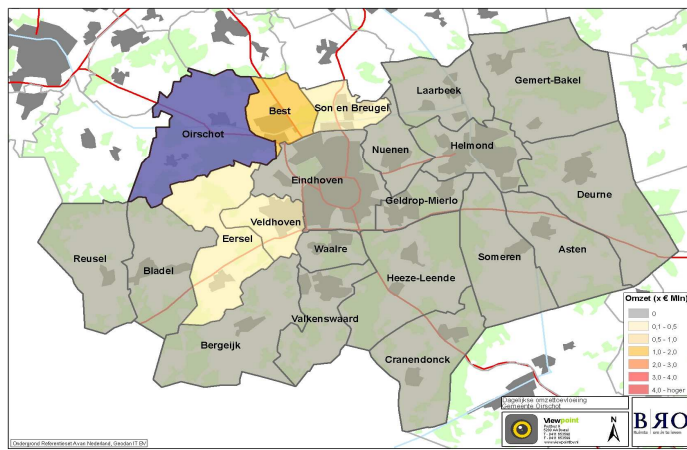 Gemert-Bakel
Laarbeek
Son en Breugel
Best
Oirschot
Nuenen
Helmond
Eindhoven
Deurne
Geldrop-Mierlo
Veldhoven
Eersel
Waalre
Asten
Someren
Reusel
Bladel
Heeze-Leende
Valkenswaard
Bergeijk
Cranendonck
Omzet (x € Mln)
0
0,1 - 0,5
0,5 - 1,0
1,0 - 2,0
2,0 - 3,0
3,0 - 4,0
4,0 - hoger
Dagelijkse omzettoevloeiing
Gemeente Oirschot
Viewpoint
N
BRO
Ondergrond Referentieset A van Nederland, Geodan IT BV